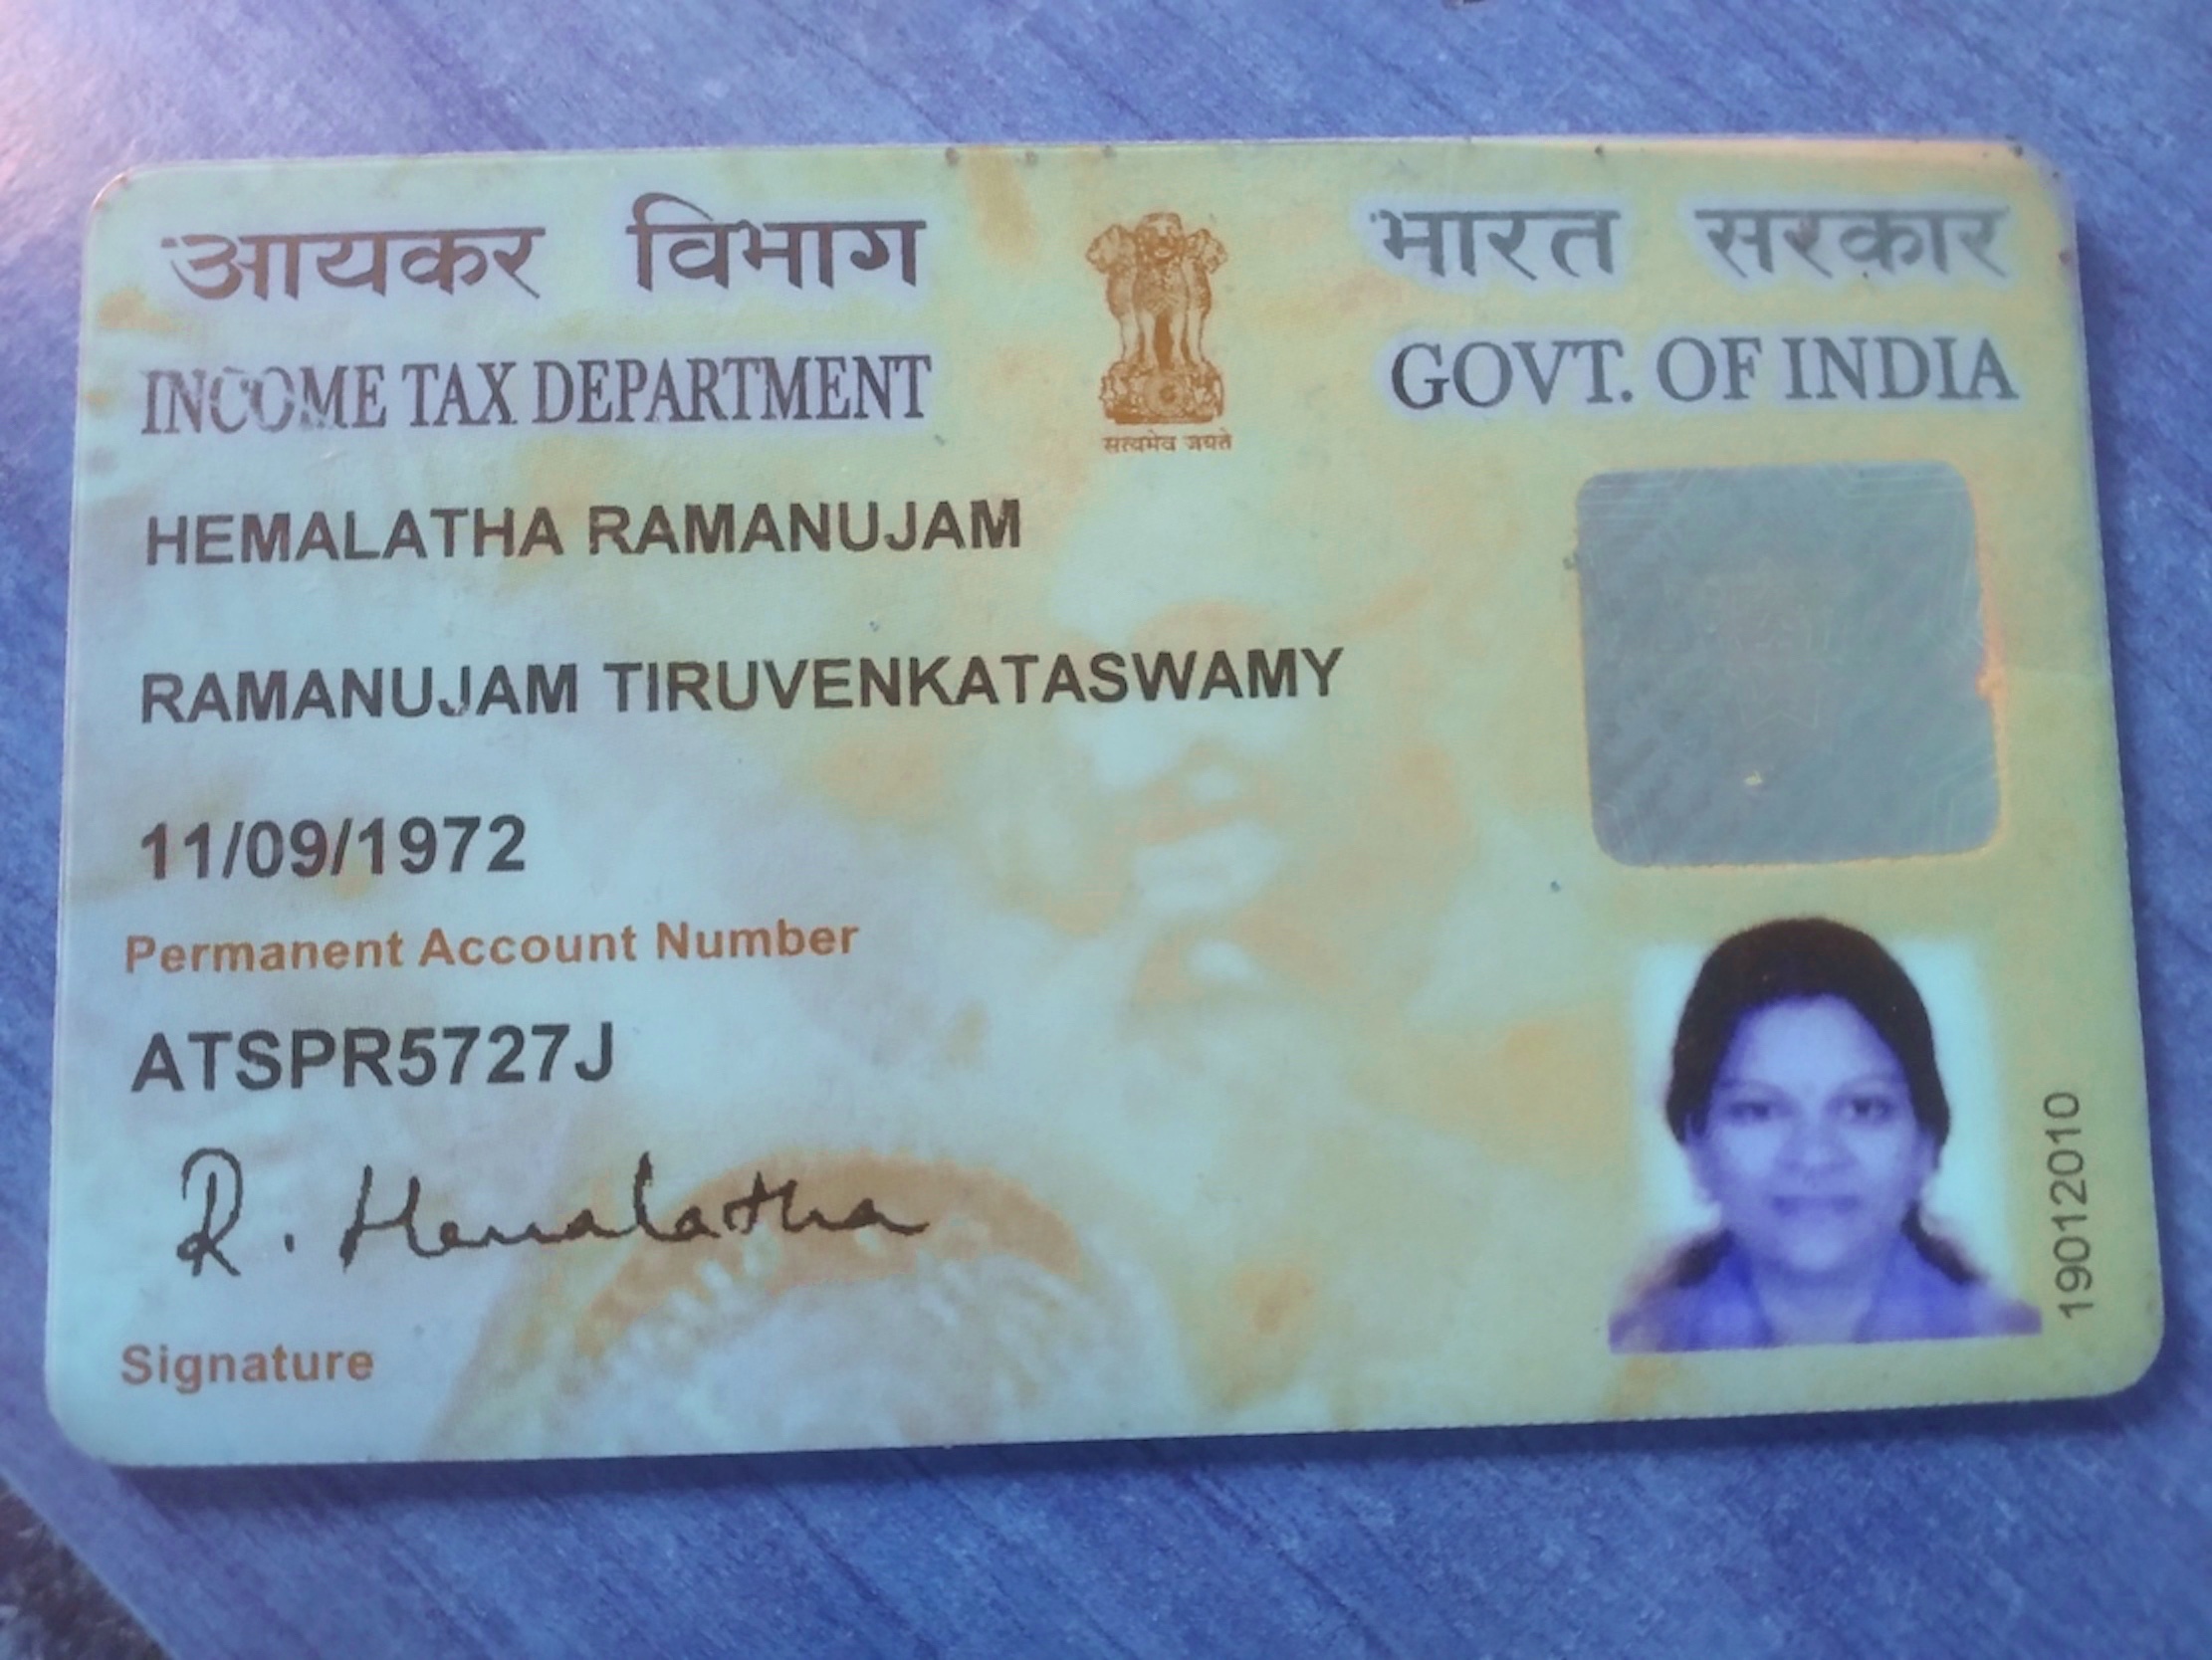 आयकर विभाग
INCOME TAX DEPARTMENT
सत्यमेव जयते
भारत सरकार
GOVT. OF INDIA
HEMALATHA RAMANUJAM
RAMANUJAM TIRUVENKATASWAMY
11/09/1972
Permanent Account Number
ATSPR5727J
R. Hemalatha
Signature
19012010